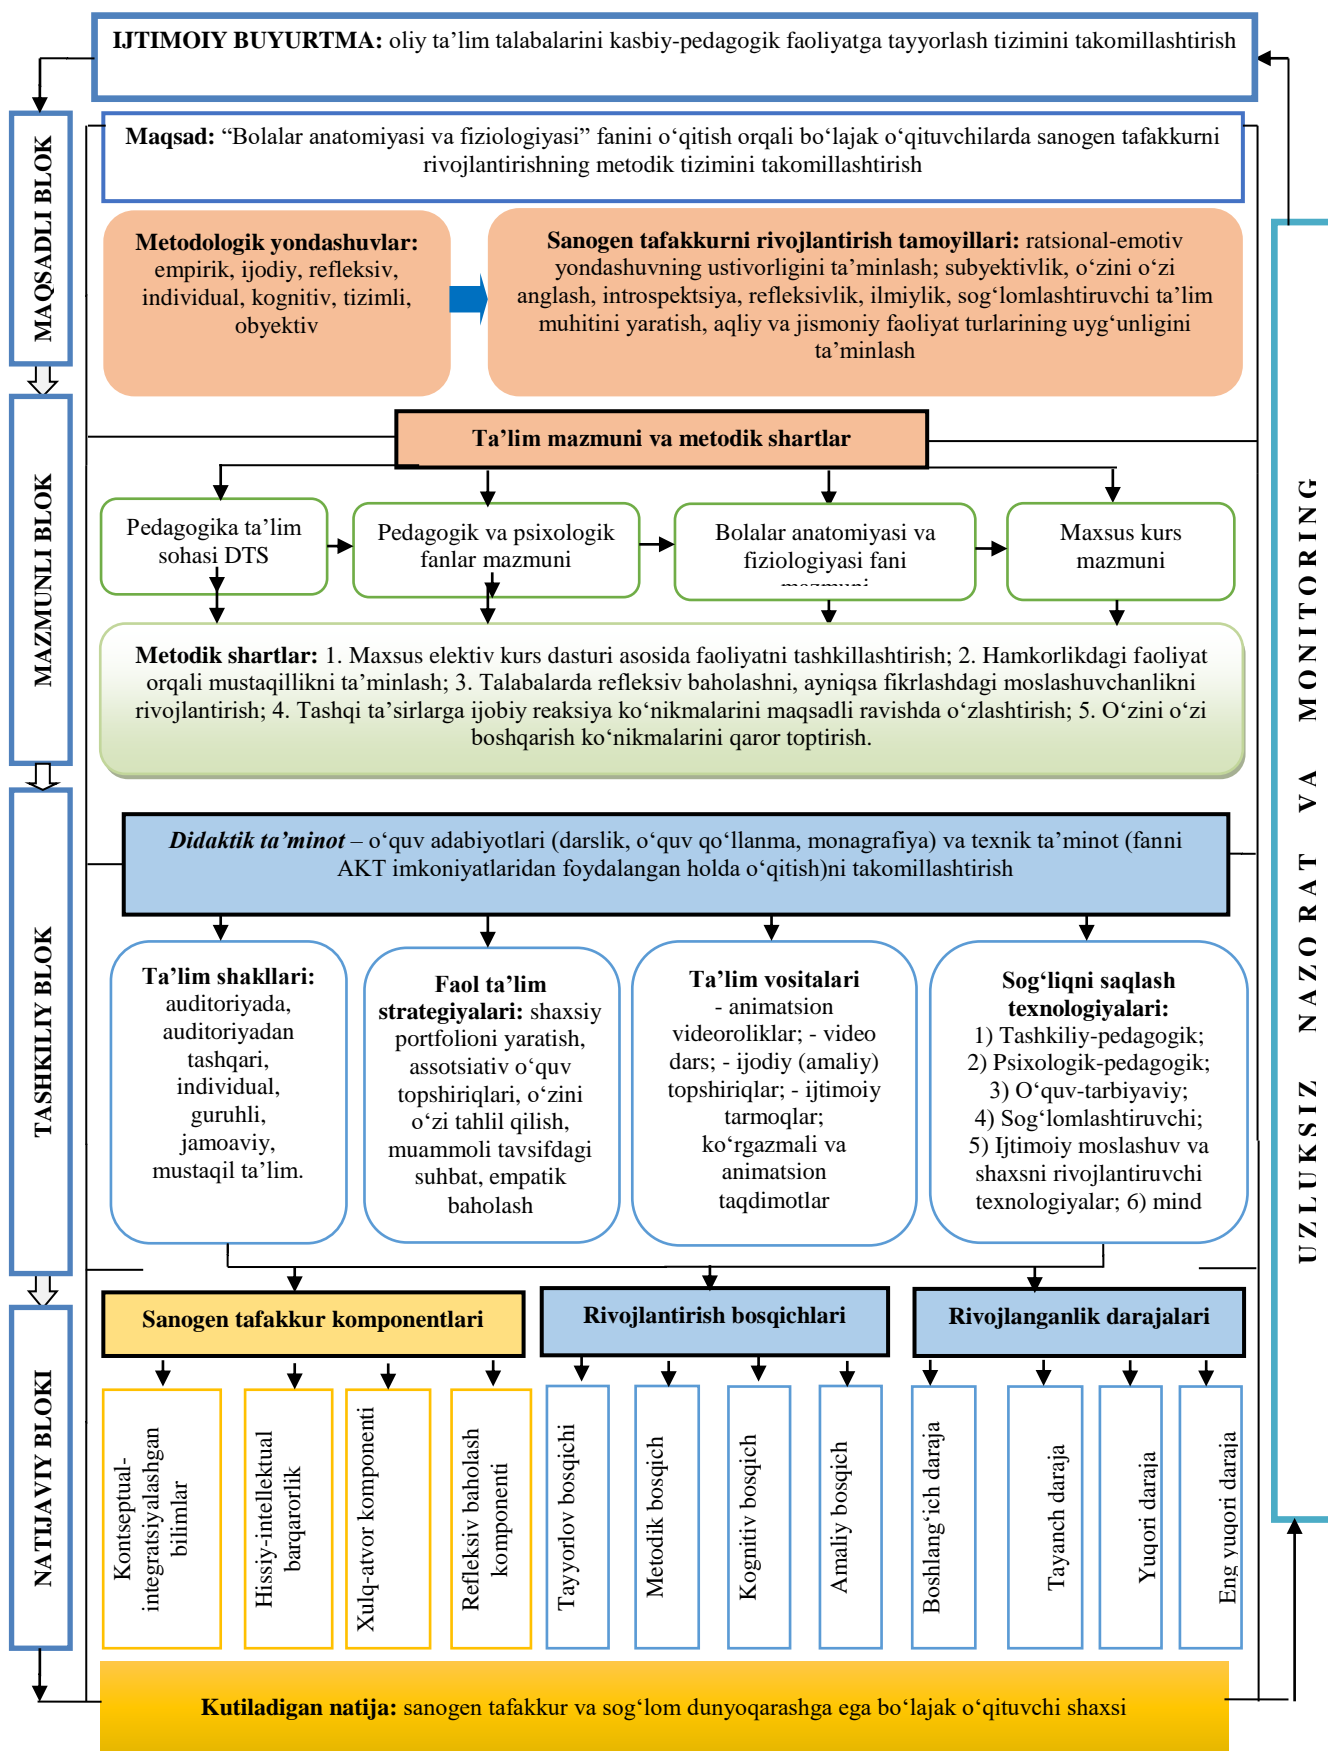 IJTIMOIY BUYURTMA: oliy ta’lim talabalarini kasbiy-pedagogik faoliyatga tayyorlash tizimini takomillashtirish
MAQSADLI BLOK
Maqsad: “Bolalar anatomiyasi va fiziologiyasi” fanini o‘qitish orqali bo‘lajak o‘qituvchilarda sanogen tafakkurni
rivojlantirishning metodik tizimini takomillashtirish
Metodologik yondashuvlar:
empirik, ijodiy, refleksiv,
individual, kognitiv, tizimli,
obyektiv
Sanogen tafakkurni rivojlantirish tamoyillari: ratsional-emotiv
yondashuvning ustivorligini ta’minlash; subyektivlik, o‘zini o‘zi
anglash, introspektsiya, refleksivlik, ilmiylik, sog‘lomlashtiruvchi ta’lim
muhitini yaratish, aqliy va jismoniy faoliyat turlarining uyg‘unligini
ta’minlash
MAZMUNLI BLOK
Ta’lim mazmuni va metodik shartlar
Pedagogika ta’lim
sohasi DTS
Pedagogik va psixologik
fanlar mazmuni
Bolalar anatomiyasi va
fiziologiyasi fani
mazmuni
Maxsus kurs
mazmuni
Metodik shartlar: 1. Maxsus elektiv kurs dasturi asosida faoliyatni tashkillashtirish; 2. Hamkorlikdagi faoliyat
orqali mustaqillikni ta’minlash; 3. Talabalarda refleksiv baholashni, ayniqsa fikrlashdagi moslashuvchanlikni
rivojlantirish; 4. Tashqi ta’sirlarga ijobiy reaksiya ko‘nikmalarini maqsadli ravishda o‘zlashtirish; 5. O‘zini o‘zi
boshqarish ko‘nikmalarini qaror toptirish.
TASHKILIY BLOK
Didaktik ta’minot – o‘quv adabiyotlari (darslik, o‘quv qo‘llanma, monagrafiya) va texnik ta’minot (fanni
AKT imkoniyatlaridan foydalangan holda o‘qitish)ni takomillashtirish
Ta’lim shakllari:
auditoriyada,
auditoriyadan
tashqari,
individual,
guruhli,
jamoaviy,
mustaqil ta’lim.
Faol ta’lim
strategiyalari: shaxsiy
portfolioni yaratish,
assotsiativ o‘quv
topshiriqlari, o‘zini
o‘zi tahlil qilish,
muammoli tavsifdagi
suhbat, empatik
baholash
Ta’lim vositalari
- animatsion
videoroliklar; - video
dars; - ijodiy (amaliy)
topshiriqlar; - ijtimoiy
tarmoqlar;
ko‘rgazmali va
animatsion
taqdimotlar
Sog‘liqni saqlash
texnologiyalari:
1) Tashkiliy-pedagogik;
2) Psixologik-pedagogik;
3) O‘quv-tarbiyaviy;
4) Sog‘lomlashtiruvchi;
5) Ijtimoiy moslashuv va
shaxsni rivojlantiruvchi
texnologiyalar; 6) mind
NATIJAVIY BLOKI
Sanogen tafakkur komponentlari
Rivojlantirish bosqichlari
Rivojlanganlik darajalari
Kontseptual-
integratsiyalashgan
bilimlar
Hissiy-intellektual
barqarorlik
Xulq-atvor komponenti
Refleksiv baholash
komponenti
Tayyorlov bosqichi
Metodik bosqich
Kognitiv bosqich
Amaliy bosqich
Boshlang‘ich daraja
Tayanch daraja
Yuqori daraja
Eng yuqori daraja
Kutiladigan natija: sanogen tafakkur va sog‘lom dunyoqarashga ega bo‘lajak o‘qituvchi shaxsi
UZLUKSIZ NAZORAT VA MONITORING